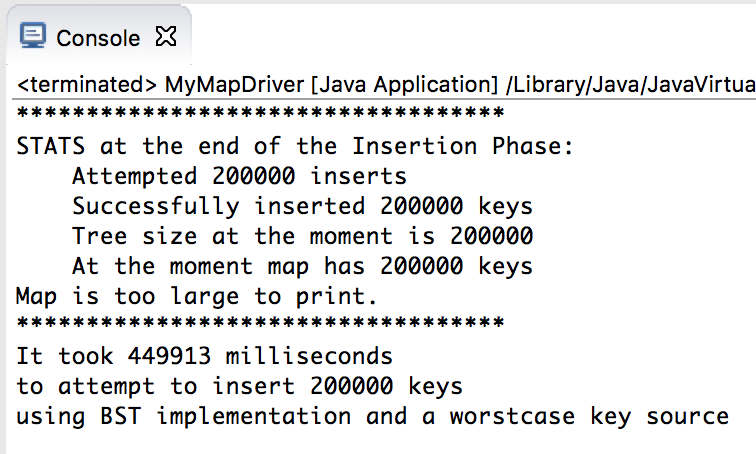 Console
<terminated> MyMapDriver [Java Application] /Library/Java/JavaVirtua
***********************************
STATS at the end of the Insertion Phase:
    Attempted 200000 inserts
    Successfully inserted 200000 keys
    Tree size at the moment is 200000
    At the moment map has 200000 keys
Map is too large to print.
***********************************
It took 449913 milliseconds
to attempt to insert 200000 keys
using BST implementation and a worstcase key source